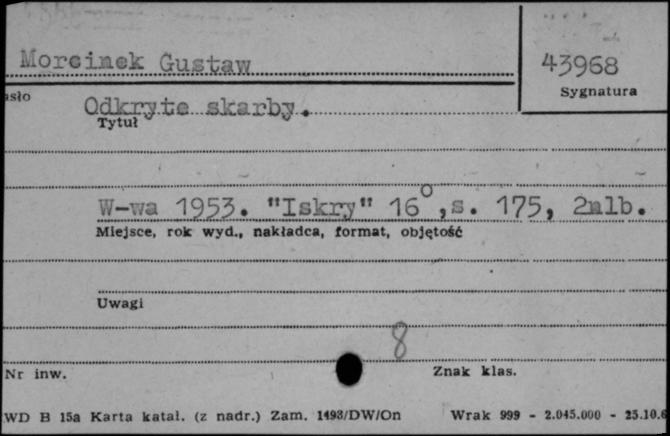 Morcinek Gustaw
43968
Sygnatura
asło
Odkryte skarby.
Tytuł
W-wa 1953. "Iskry" 16°, s. 175, 2nlb.
Miejsce, rok wyd., nakładca, format, objętość
Uwagi
8
Nr inw.
Znak klas.
WD B 15a Karta katal. (z nadr.) Zam. 1493/DW/On Wrak 999 - 2.045.000 - 25.10.6